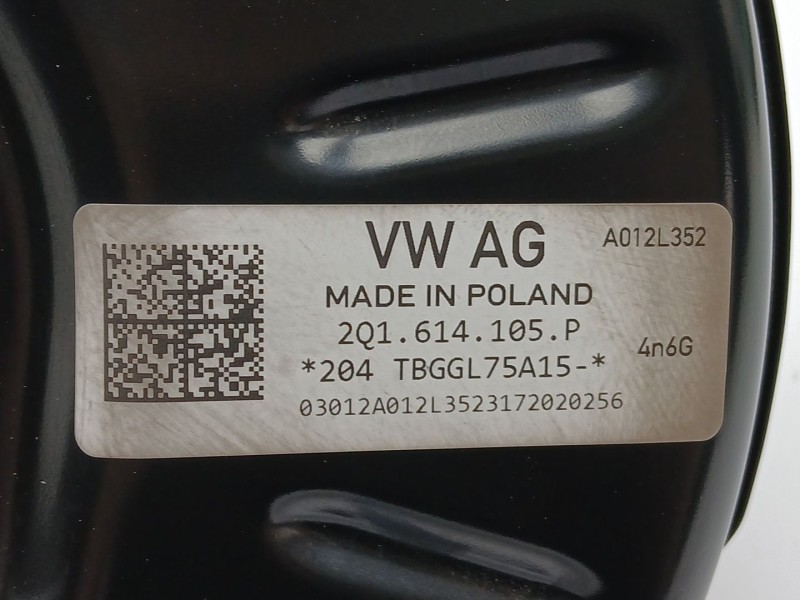 VW AG
A012L352
MADE IN POLAND
2Q1.614.105.P
4n6G
*204 TBGGL75A15-*
03012A012L3523172020256